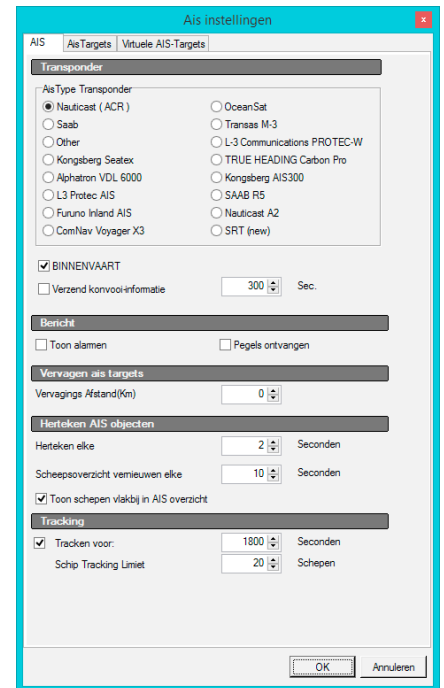 Ais instellingen
x
AIS AisTargets Virtuele AIS-Targets
Transponder
AisType Transponder
Nauticast ( ACR ) OceanSat
Saab Transas M-3
Other L-3 Communications PROTEC-W
Kongsberg Seatex TRUE HEADING Carbon Pro
Alphatron VDL 6000 Kongsberg AIS300
L3 Protec AIS SAAB R5
Furuno Inland AIS Nauticast A2
ComNav Voyager X3 SRT (new)
BINNENVAART
Verzend konvooi-informatie 300 Sec.
Bericht
Toon alarmen Pegels ontvangen
Vervagen ais targets
Vervagings Afstand(Km) 0
Herteken AIS objecten
Herteken elke 2 Seconden
Scheepsoverzicht vernieuwen elke 10 Seconden
Toon schepen vlakbij in AIS overzicht
Tracking
Tracken voor: 1800 Seconden
Schip Tracking Limiet 20 Schepen
OK Annuleren